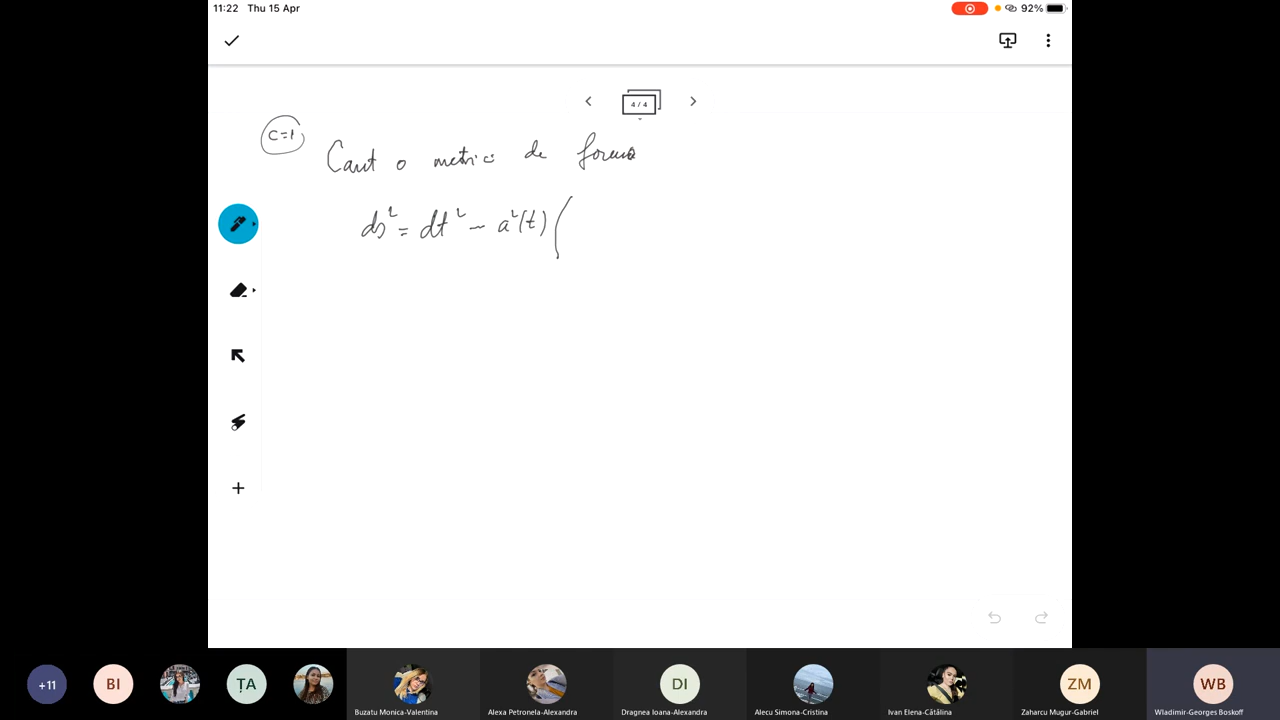 11:22 Thu 15 Apr 92%
4 / 4
c=1
Caut o metrică de forma
ds² = dt² - a²(t) (
+11 BI ȚA DI ZM WB
Buzatu Monica-Valentina Alexa Petronela-Alexandra Dragnea Ioana-Alexandra Alecu Simona-Cristina Ivan Elena-Cătălina Zaharcu Mugur-Gabriel Wladimir-Georges Boskoff